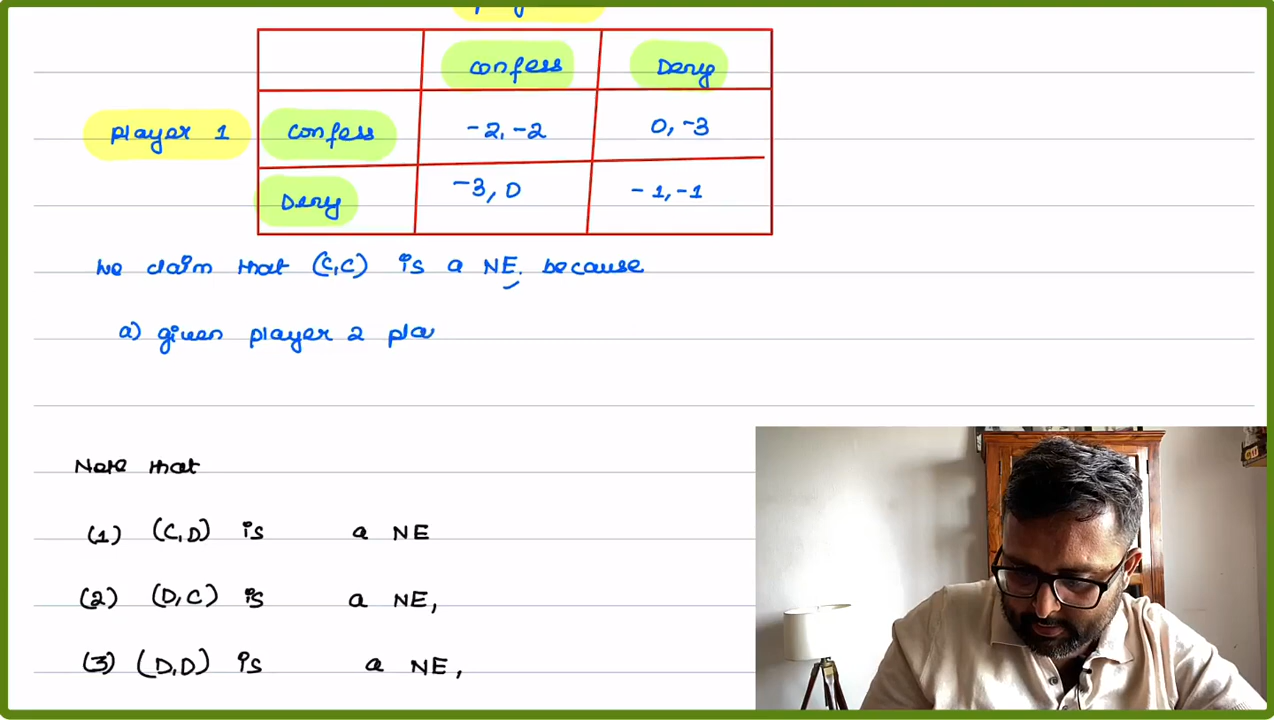 Confess Deny
Player 1 Confess -2, -2 0, -3
Deny -3, 0 -1, -1
We claim that (C,C) is a NE. because
a) given player 2 pla
Note that
(1) (C,D) is a NE
(2) (D,C) is a NE,
(3) (D,D) is a NE,